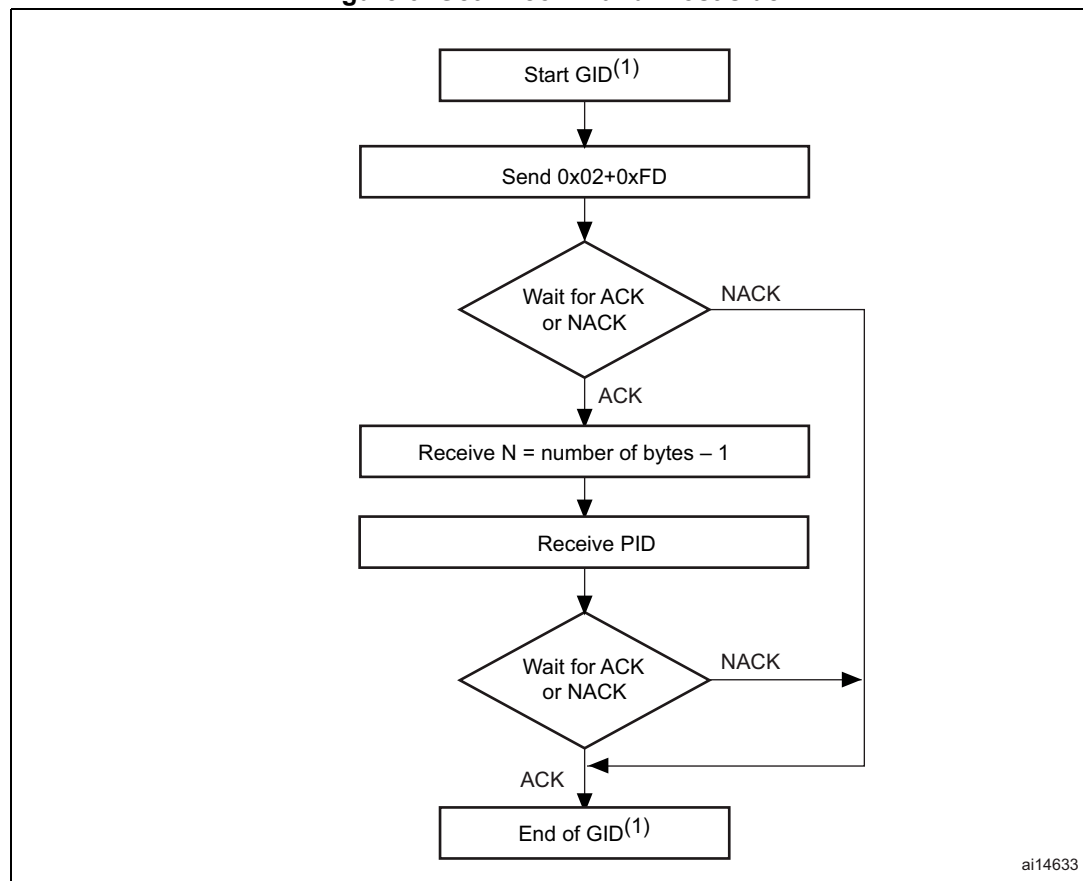 Start GID(1)
Send 0x02+0xFD
Wait for ACK
or NACK
NACK
ACK
Receive N = number of bytes – 1
Receive PID
Wait for ACK
or NACK
NACK
ACK
End of GID(1)
ai14633